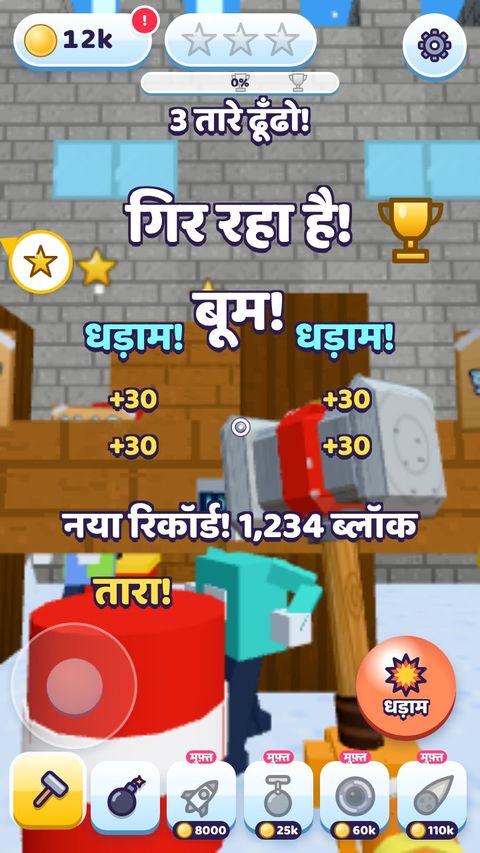 12k
!
0%
3 तारे ढूँढो!
गिर रहा है!
बूम!
धड़ाम! धड़ाम!
+30 +30
+30 +30
नया रिकॉर्ड! 1,234 ब्लॉक
तारा!
धड़ाम
मुफ़्त मुफ़्त मुफ़्त मुफ़्त
8000 25k 60k 110k